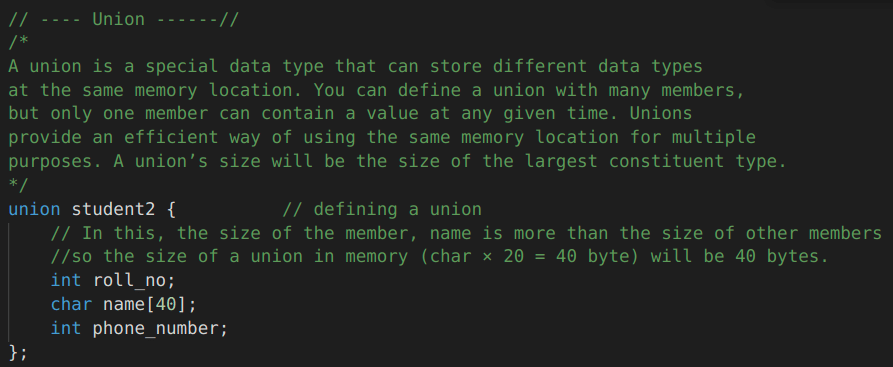 // ---- Union ------//
/*
A union is a special data type that can store different data types
at the same memory location. You can define a union with many members,
but only one member can contain a value at any given time. Unions
provide an efficient way of using the same memory location for multiple
purposes. A union’s size will be the size of the largest constituent type.
*/
union student2 {          // defining a union
    // In this, the size of the member, name is more than the size of other members
    //so the size of a union in memory (char × 20 = 40 byte) will be 40 bytes.
    int roll_no;
    char name[40];
    int phone_number;
};